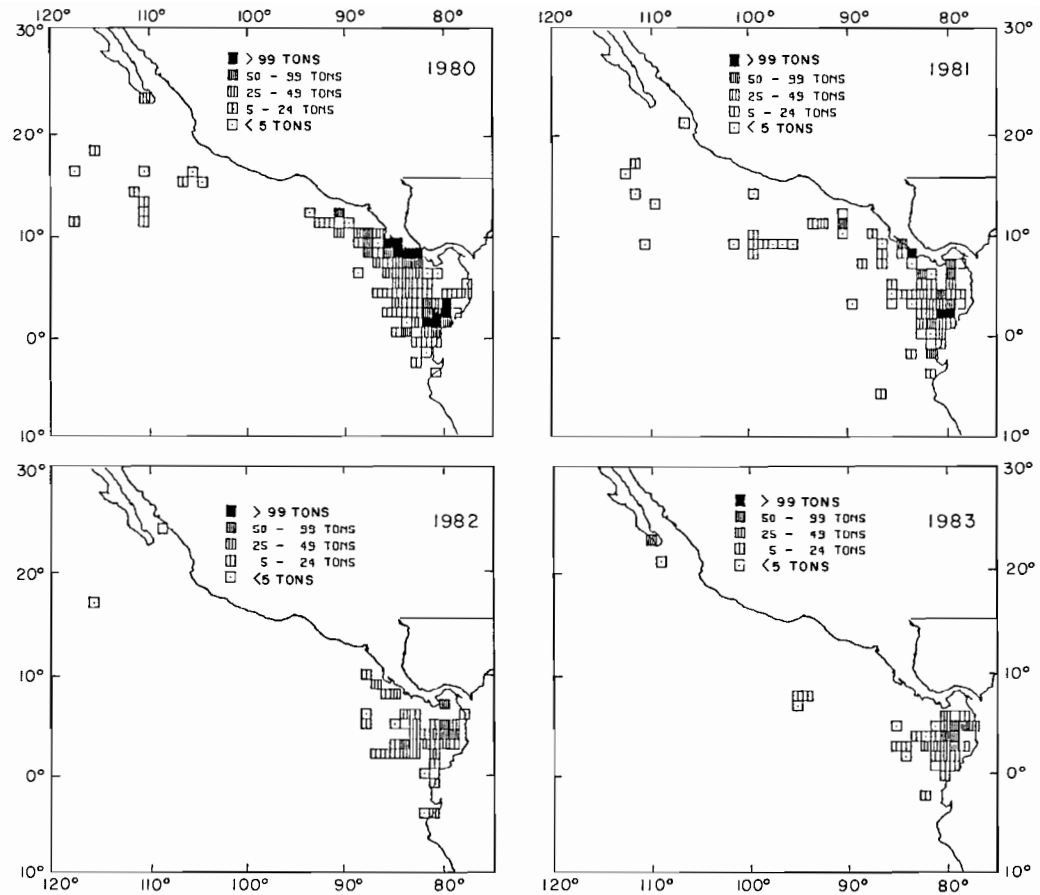 120° 110° 100° 90° 80°
120° 110° 100° 90° 80°
30°
> 99 TONS
50 - 99 TONS
25 - 49 TONS
5 - 24 TONS
< 5 TONS
1980
20°
10°
0°
10°
30°
> 99 TONS
50 - 99 TONS
25 - 49 TONS
5 - 24 TONS
< 5 TONS
1981
20°
10°
0°
10°
30°
> 99 TONS
50 - 99 TONS
25 - 49 TONS
5 - 24 TONS
<5 TONS
1982
20°
10°
0°
10°
30°
> 99 TONS
50 - 99 TONS
25 - 49 TONS
5 - 24 TONS
<5 TONS
1983
20°
10°
0°
10°
120° 110° 100° 90° 80°
120° 110° 100° 90° 80°